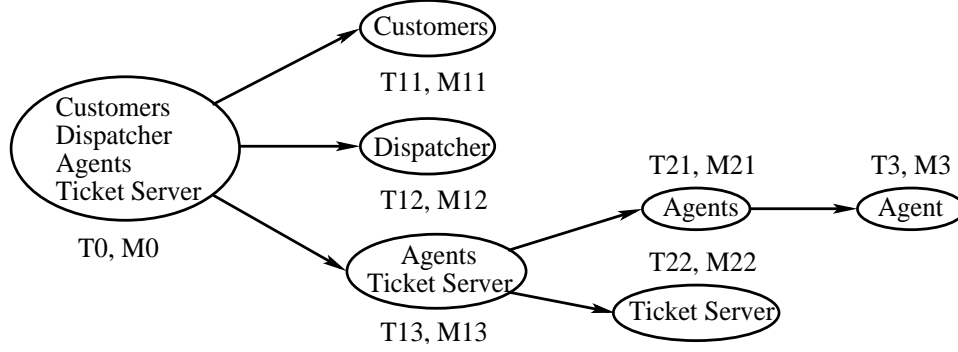 Customers
T11, M11
Customers
Dispatcher
Agents
Ticket Server
T0, M0
Dispatcher
T12, M12
Agents
Ticket Server
T13, M13
T21, M21
Agents
T3, M3
Agent
T22, M22
Ticket Server